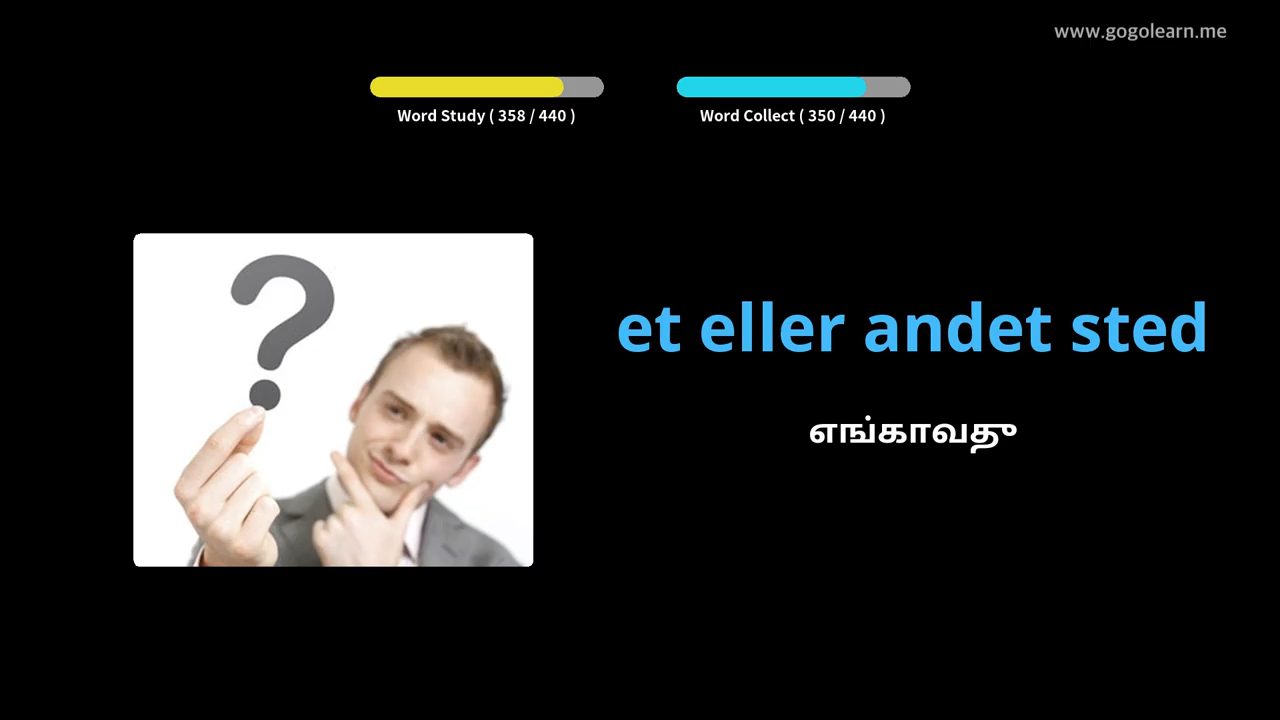 www.gogolearn.me
Word Study ( 358 / 440 )
Word Collect ( 350 / 440 )
et eller andet sted
எங்காவது